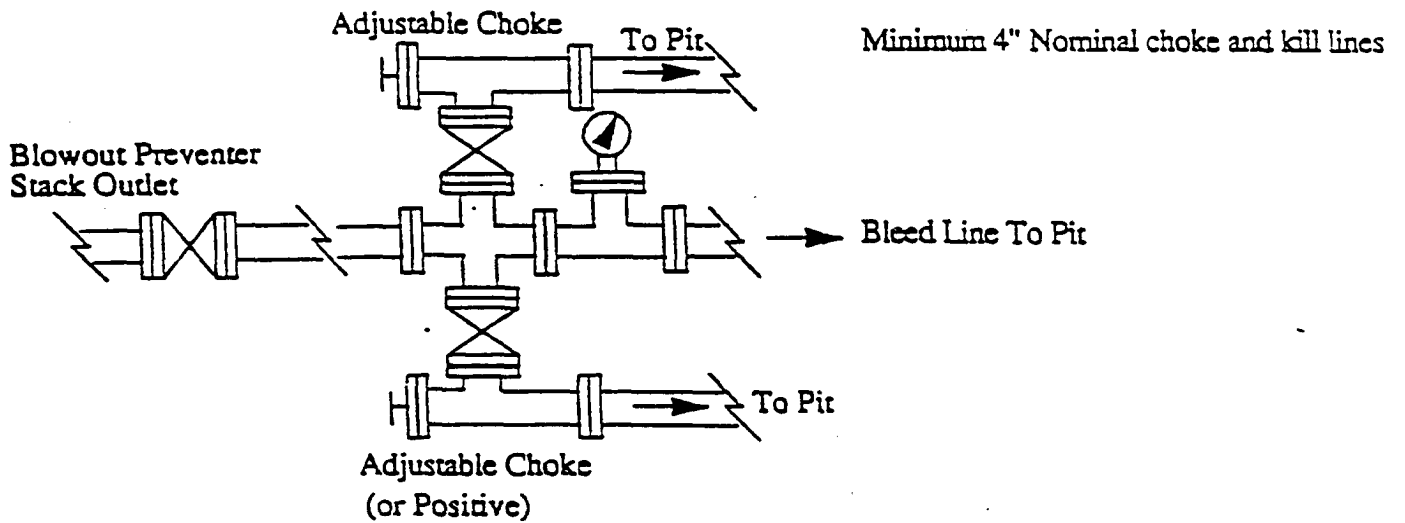 Adjustable Choke
To Pit
Minimum 4" Nominal choke and kill lines
Blowout Preventer
Stack Outlet
Bleed Line To Pit
To Pit
Adjustable Choke
(or Positive)